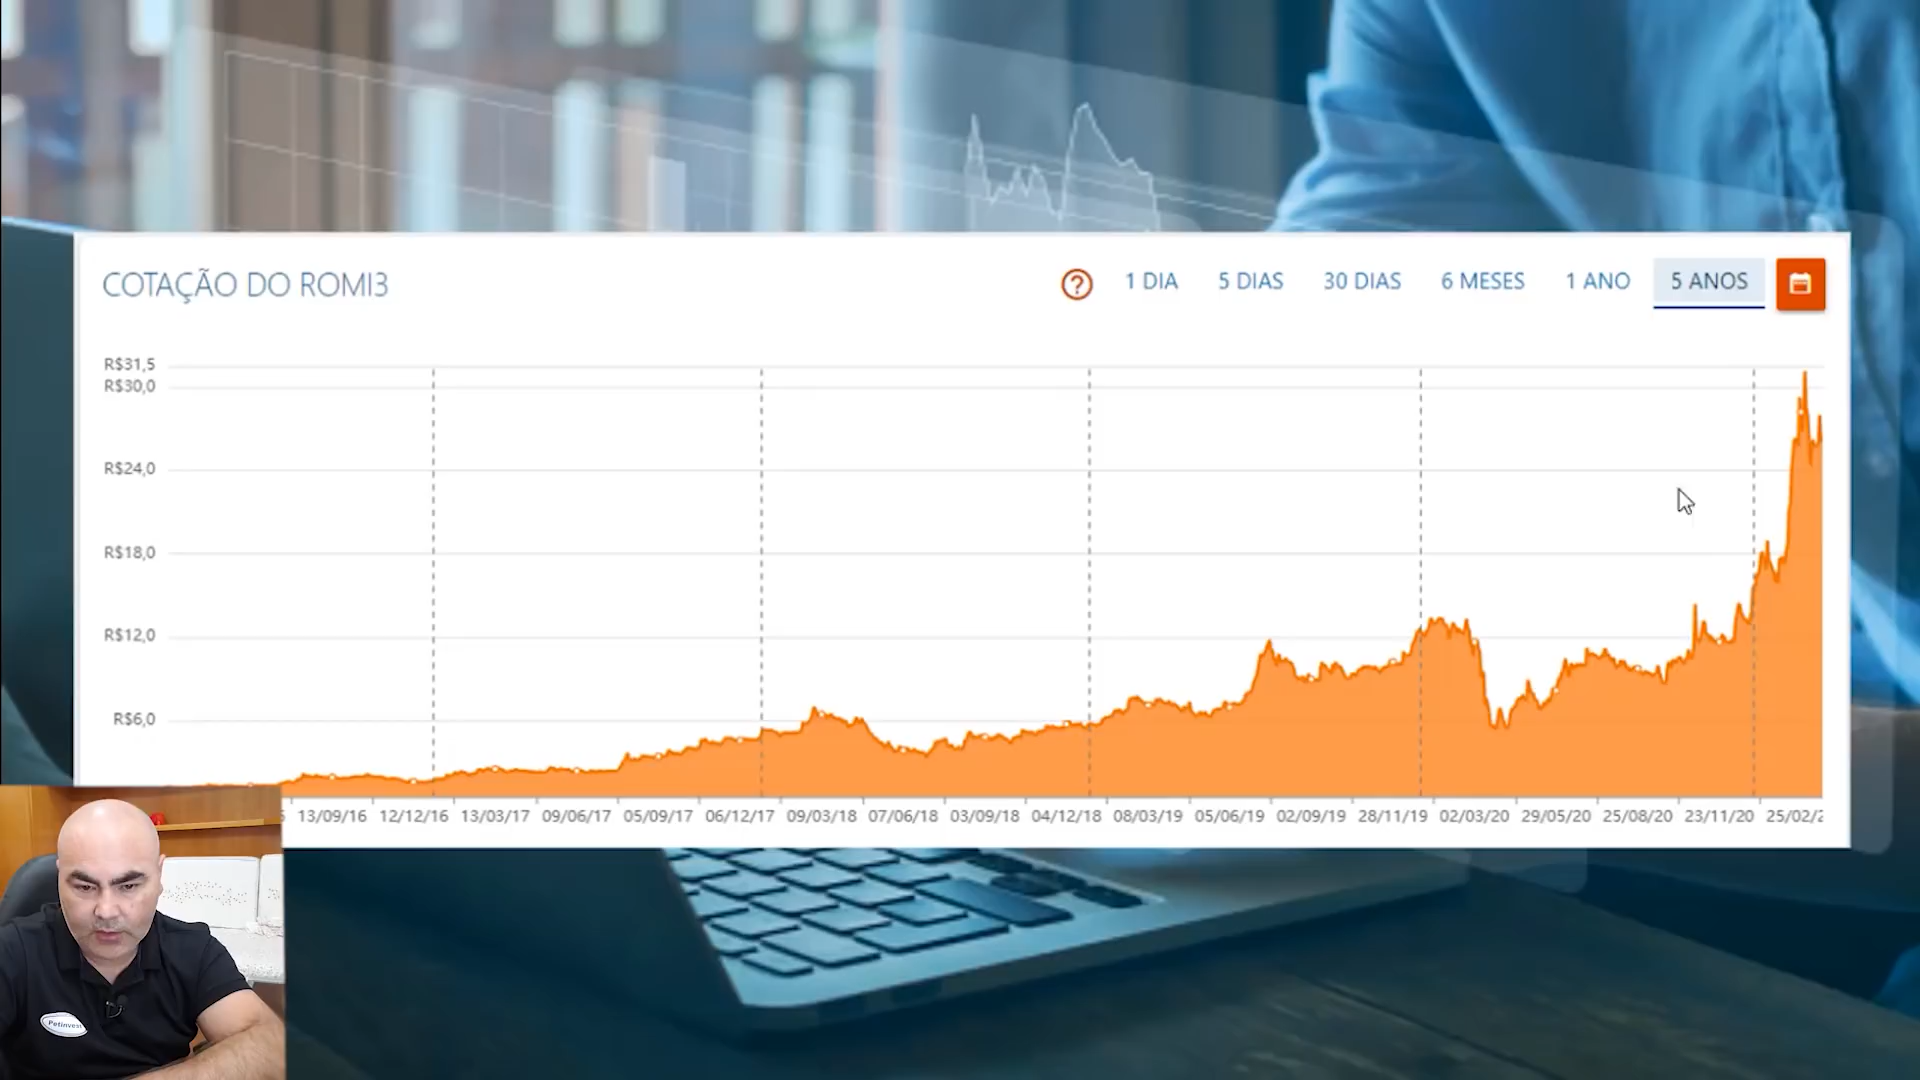 COTAÇÃO DO ROMI3
?
1 DIA 5 DIAS 30 DIAS 6 MESES 1 ANO 5 ANOS
R$31,5
R$30,0
R$24,0
R$18,0
R$12,0
R$6,0
13/09/16 12/12/16 13/03/17 09/06/17 05/09/17 06/12/17 09/03/18 07/06/18 03/09/18 04/12/18 08/03/19 05/06/19 02/09/19 28/11/19 02/03/20 29/05/20 25/08/20 23/11/20 25/02/2
Petinvest